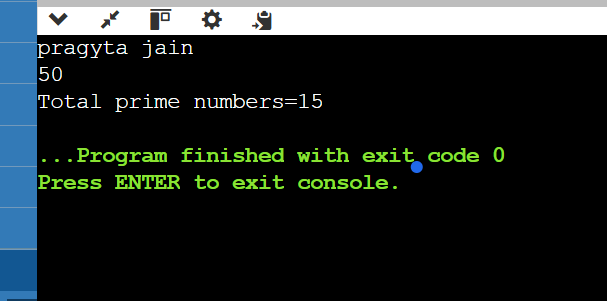 pragyta jain
50
Total prime numbers=15
...Program finished with exit code 0
Press ENTER to exit console.